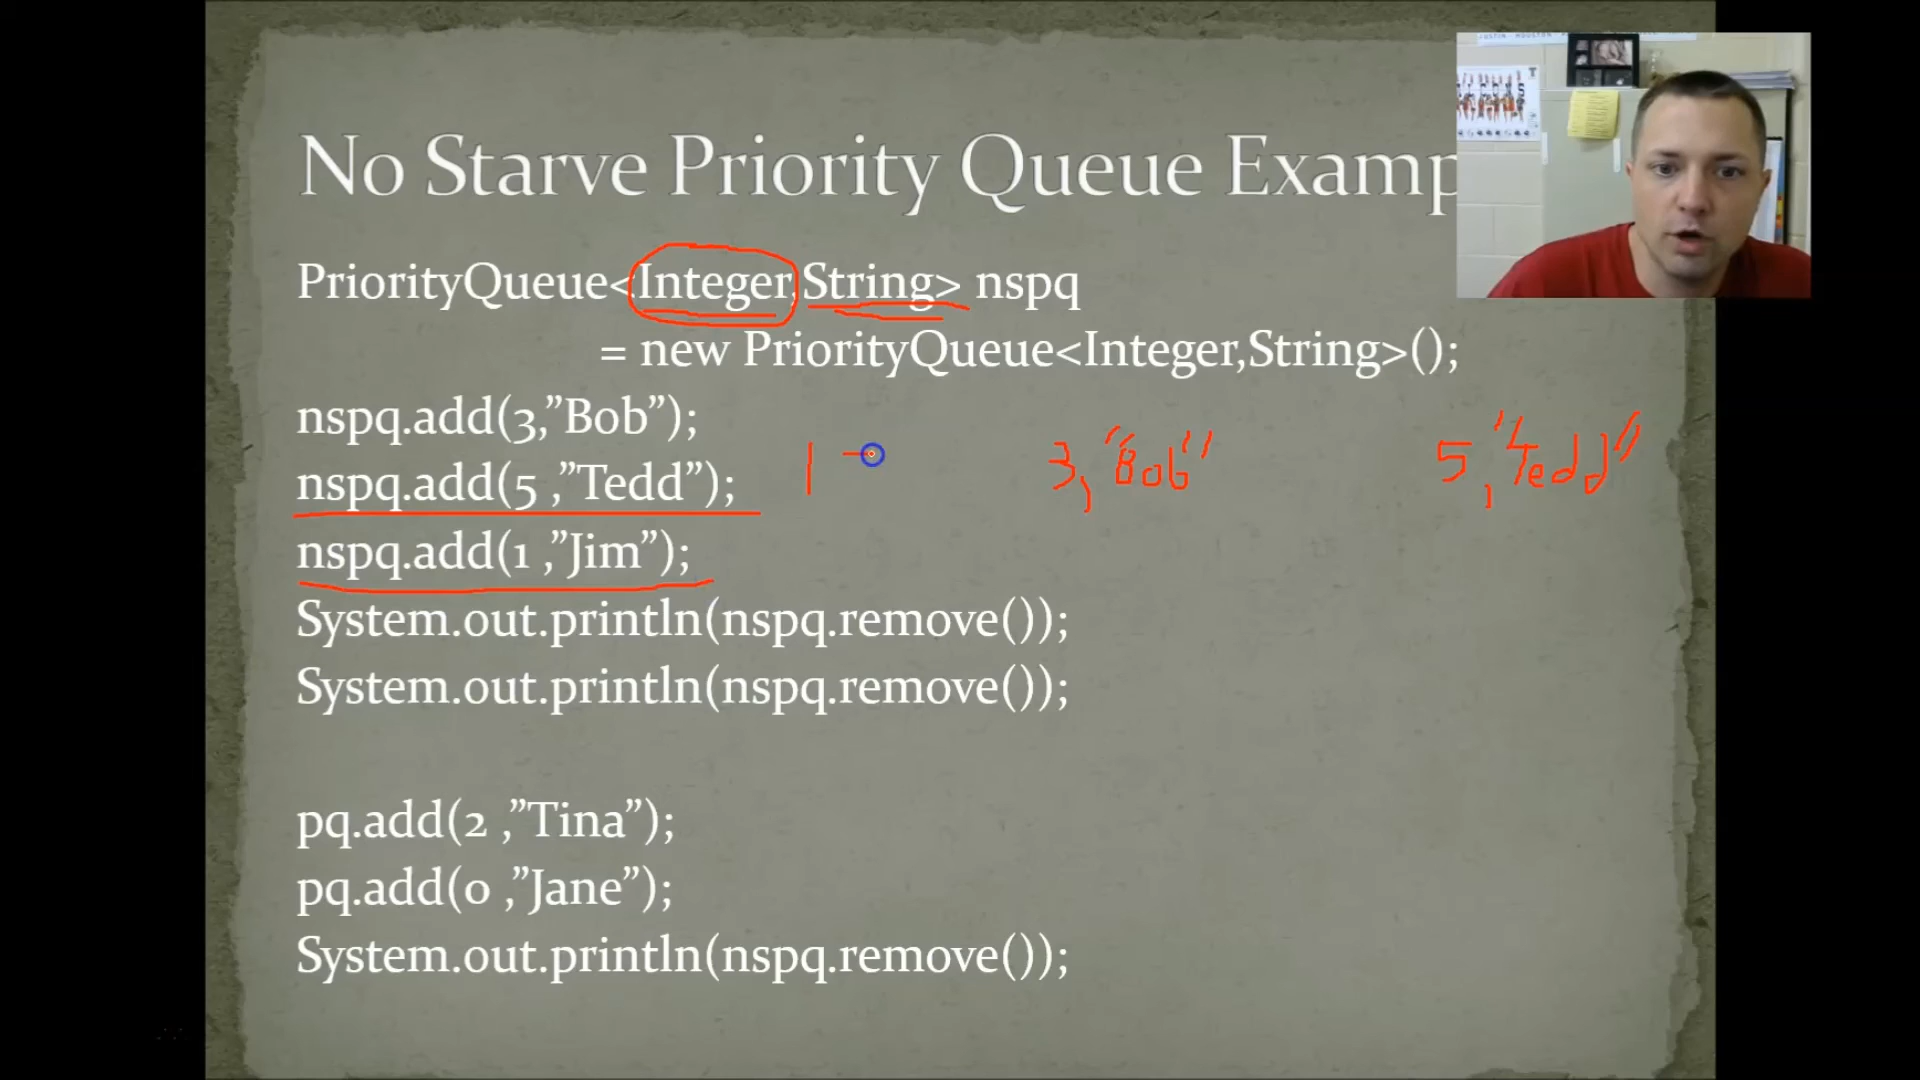 JUSTIN - HOUSTON
No Starve Priority Queue Examp
PriorityQueue<Integer,String> nspq
= new PriorityQueue<Integer,String>();
nspq.add(3,”Bob”);
nspq.add(5 ,”Tedd”);
1 3, "Bob" 5, "Tedd"
nspq.add(1 ,”Jim”);
System.out.println(nspq.remove());
System.out.println(nspq.remove());
pq.add(2 ,”Tina”);
pq.add(0 ,”Jane”);
System.out.println(nspq.remove());